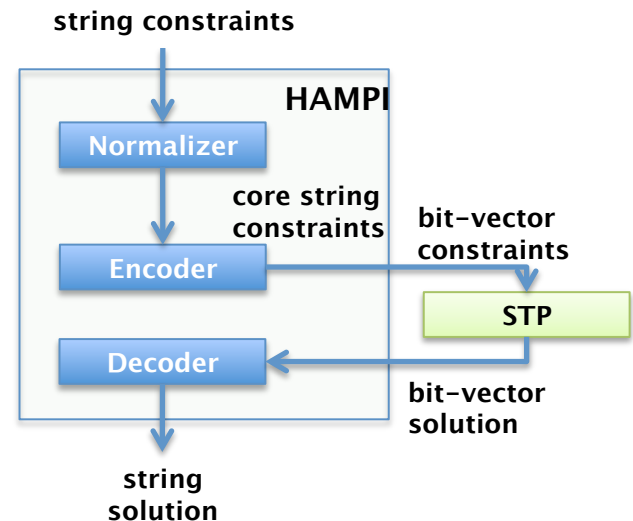 string constraints
HAMPI
Normalizer
core string
constraints
bit-vector
constraints
Encoder
STP
Decoder
bit-vector
solution
string
solution